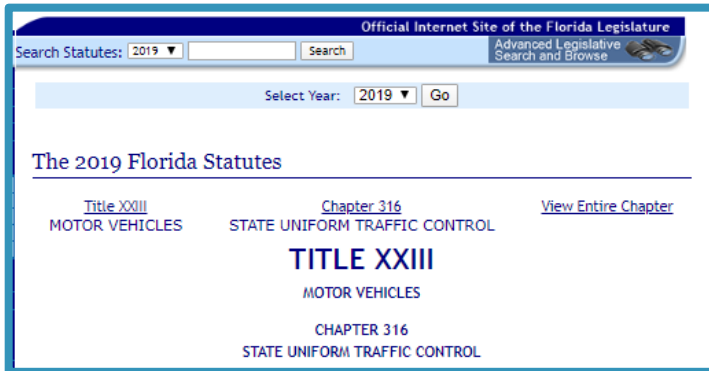 Official Internet Site of the Florida Legislature
Search Statutes: 2019 Search
Advanced Legislative
Search and Browse
Select Year: 2019 Go
The 2019 Florida Statutes
Title XXIII Chapter 316 View Entire Chapter
MOTOR VEHICLES STATE UNIFORM TRAFFIC CONTROL
TITLE XXIII
MOTOR VEHICLES
CHAPTER 316
STATE UNIFORM TRAFFIC CONTROL